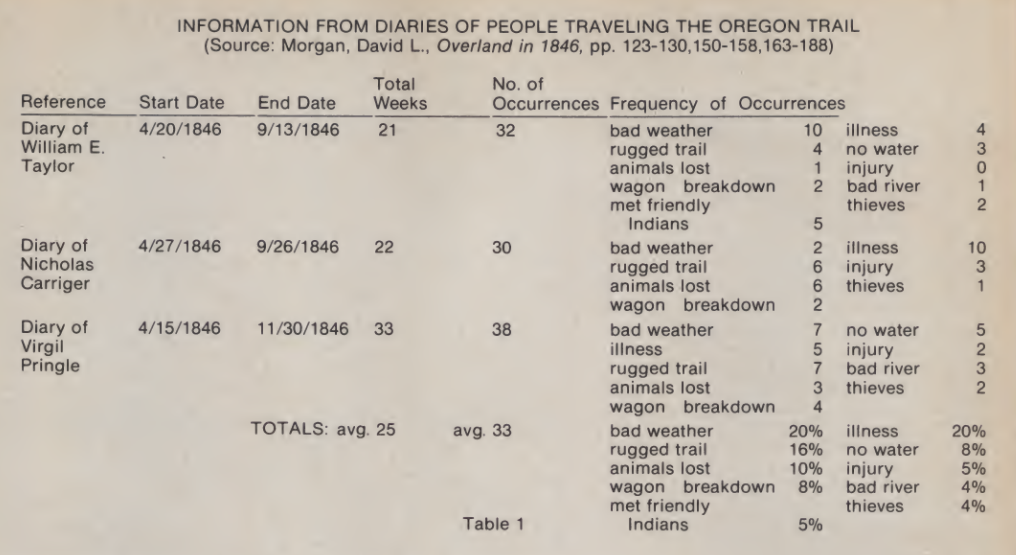 INFORMATION FROM DIARIES OF PEOPLE TRAVELING THE OREGON TRAIL
(Source: Morgan, David L., Overland in 1846, pp. 123-130,150-158,163-188)
Total No. of
Reference Start Date End Date Weeks Occurrences Frequency of Occurrences
Diary of 4/20/1846 9/13/1846 21 32 bad weather 10 illness 4
William E. rugged trail 4 no water 3
Taylor animals lost 1 injury 0
wagon breakdown 2 bad river 1
met friendly thieves 2
Indians 5
Diary of 4/27/1846 9/26/1846 22 30 bad weather 2 illness 10
Nicholas rugged trail 6 injury 3
Carriger animals lost 6 thieves 1
wagon breakdown 2
Diary of 4/15/1846 11/30/1846 33 38 bad weather 7 no water 5
Virgil illness 5 injury 2
Pringle rugged trail 7 bad river 3
animals lost 3 thieves 2
wagon breakdown 4
TOTALS: avg. 25 avg. 33 bad weather 20% illness 20%
rugged trail 16% no water 8%
animals lost 10% injury 5%
wagon breakdown 8% bad river 4%
met friendly thieves 4%
Table 1 Indians 5%